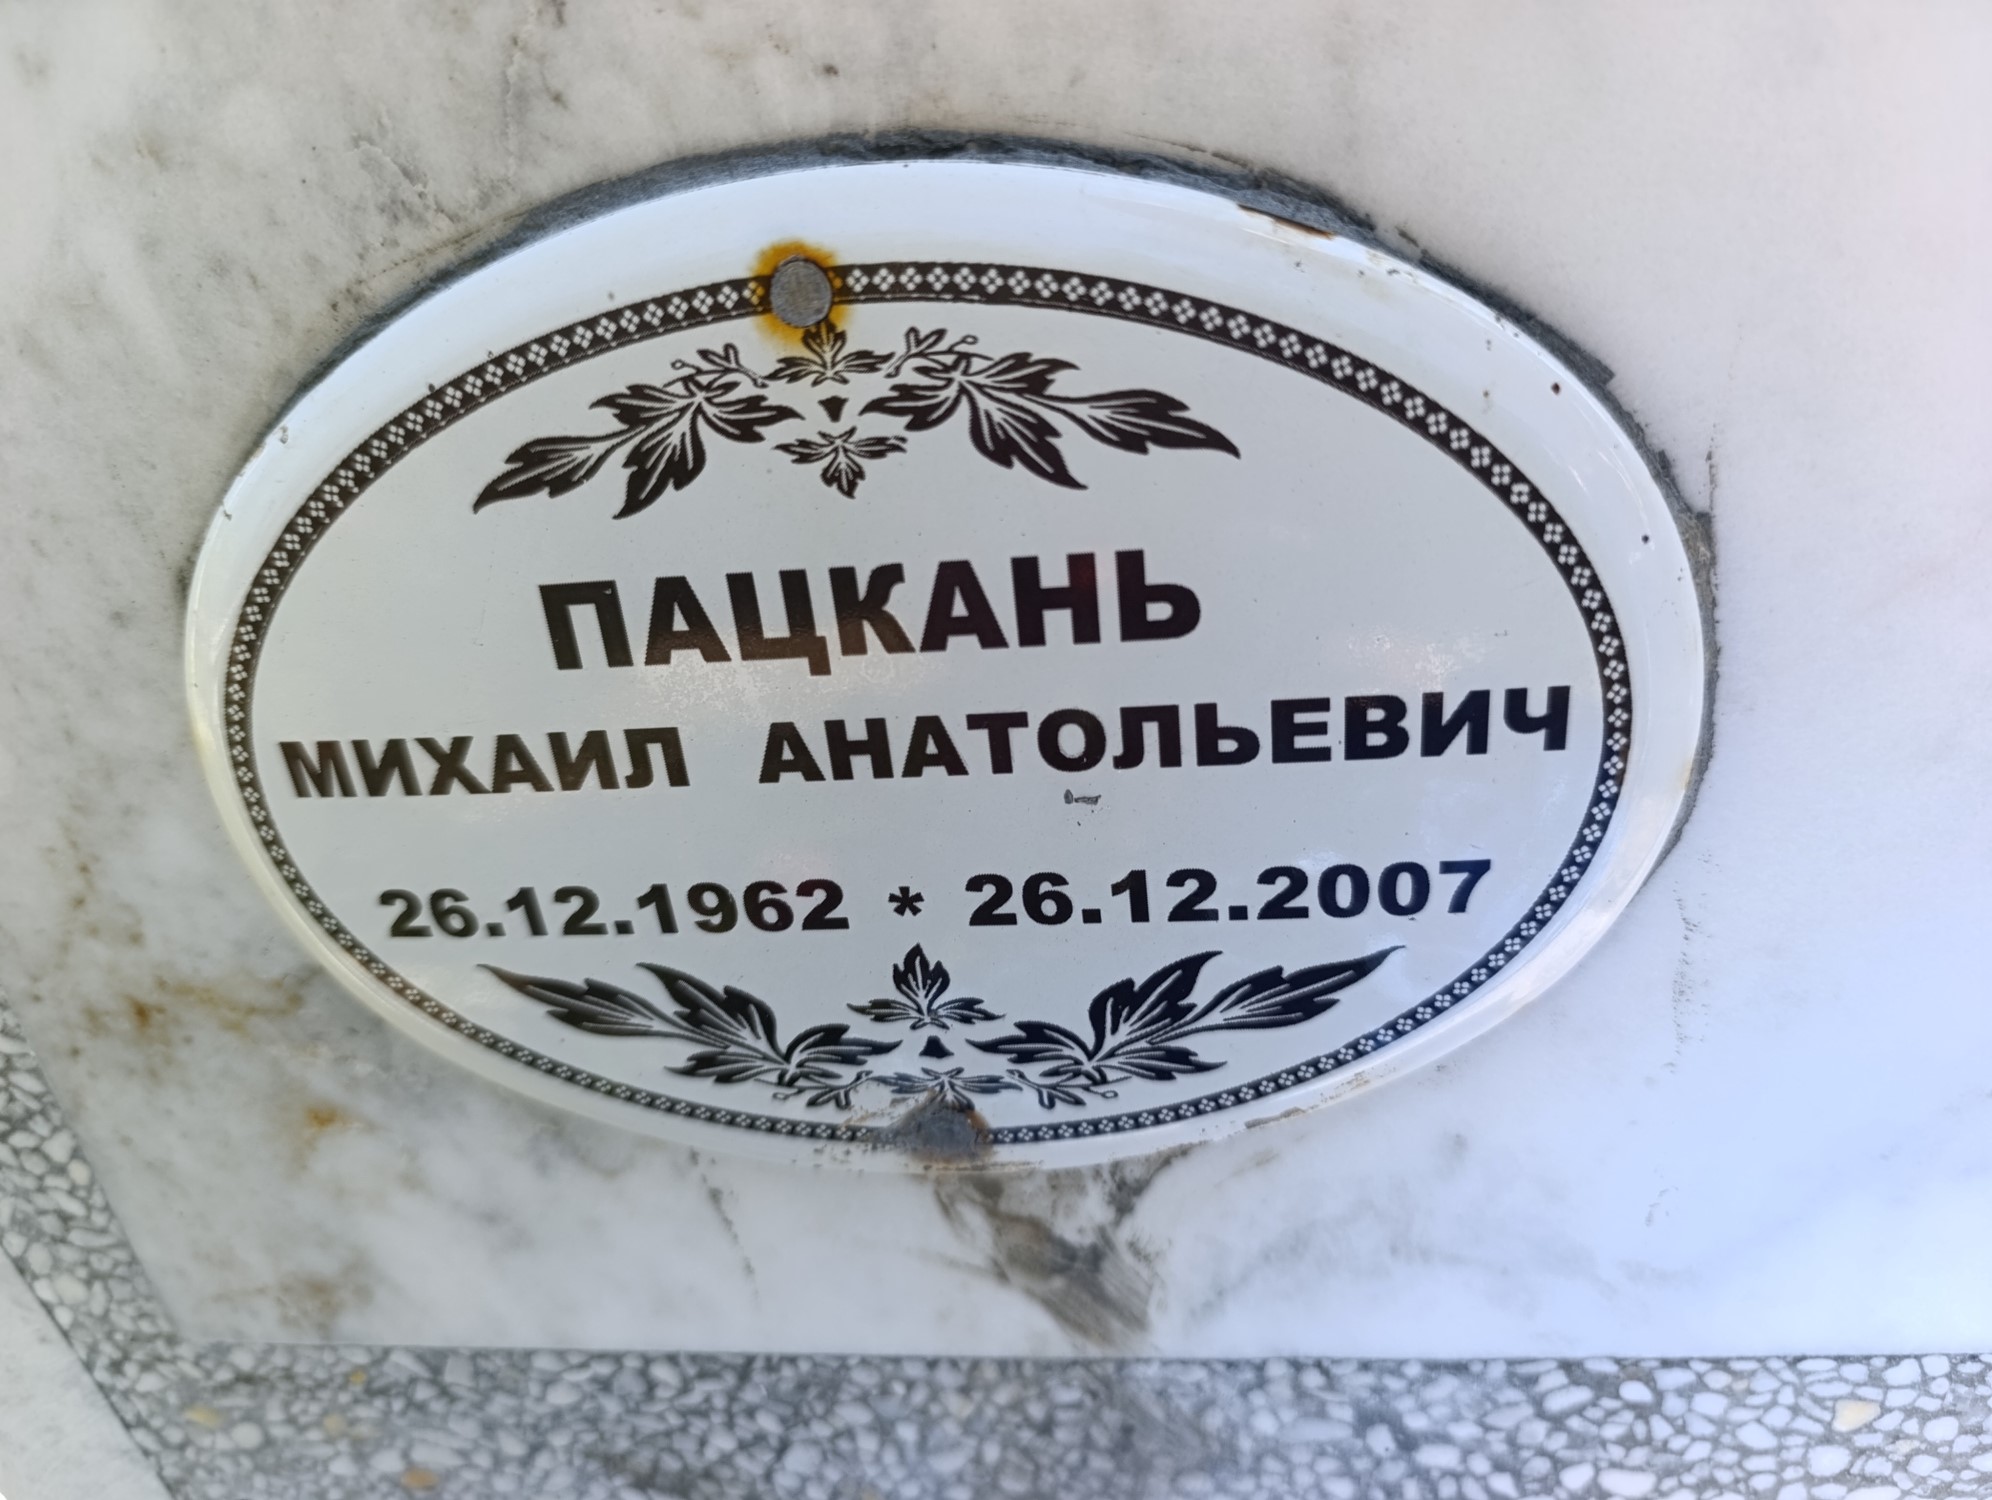 ПАЦКАНЬ
МИХАИЛ АНАТОЛЬЕВИЧ
26.12.1962 * 26.12.2007